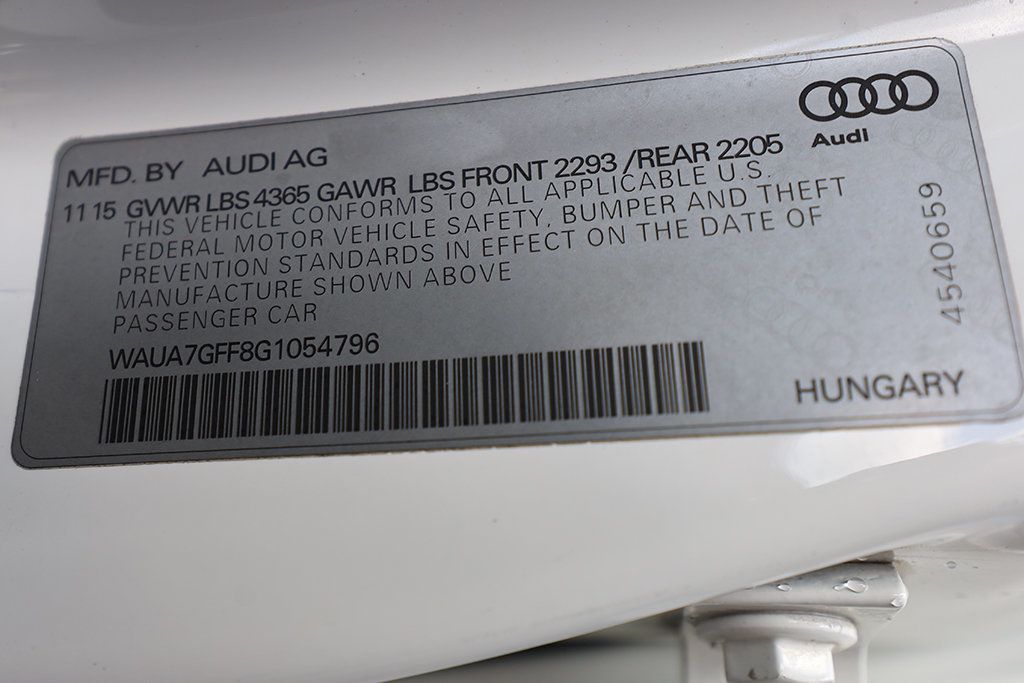 Audi
MFD. BY AUDI AG
11 15 GVWR LBS 4365 GAWR LBS FRONT 2293 /REAR 2205
THIS VEHICLE CONFORMS TO ALL APPLICABLE U.S.
FEDERAL MOTOR VEHICLE SAFETY, BUMPER AND THEFT
PREVENTION STANDARDS IN EFFECT ON THE DATE OF
MANUFACTURE SHOWN ABOVE
PASSENGER CAR
WAUA7GFF8G1054796
HUNGARY
4540659